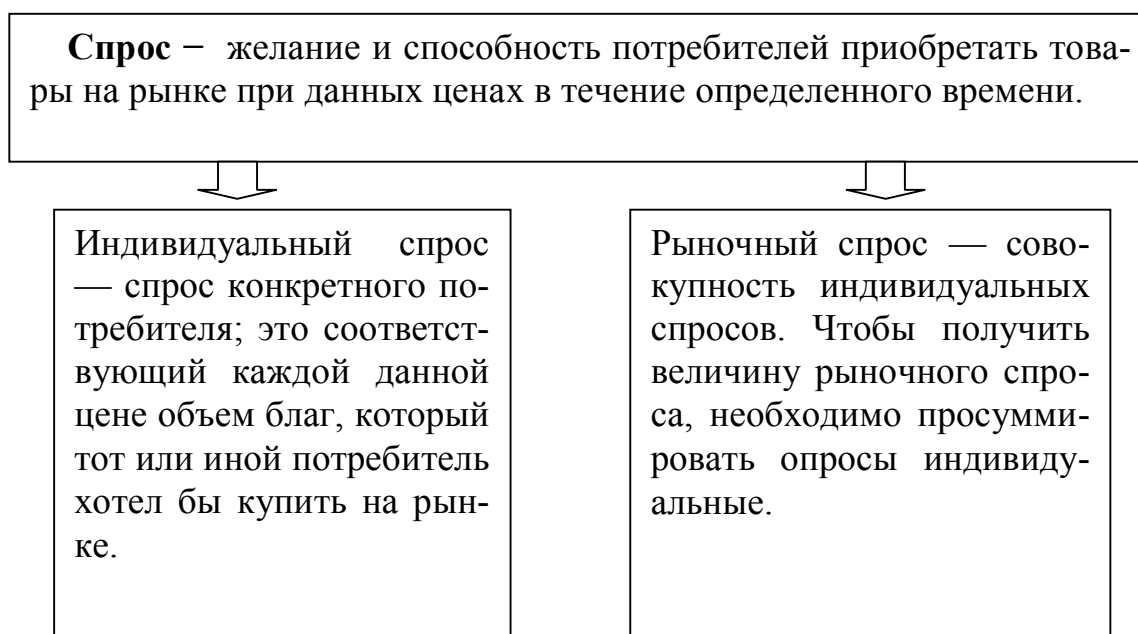 Спрос − желание и способность потребителей приобретать това-
ры на рынке при данных ценах в течение определенного времени.
Индивидуальный спрос
— спрос конкретного по-
требителя; это соответст-
вующий каждой данной
цене объем благ, который
тот или иной потребитель
хотел бы купить на рын-
ке.
Рыночный спрос — сово-
купность индивидуальных
спросов. Чтобы получить
величину рыночного спро-
са, необходимо просумми-
ровать опросы индивиду-
альные.